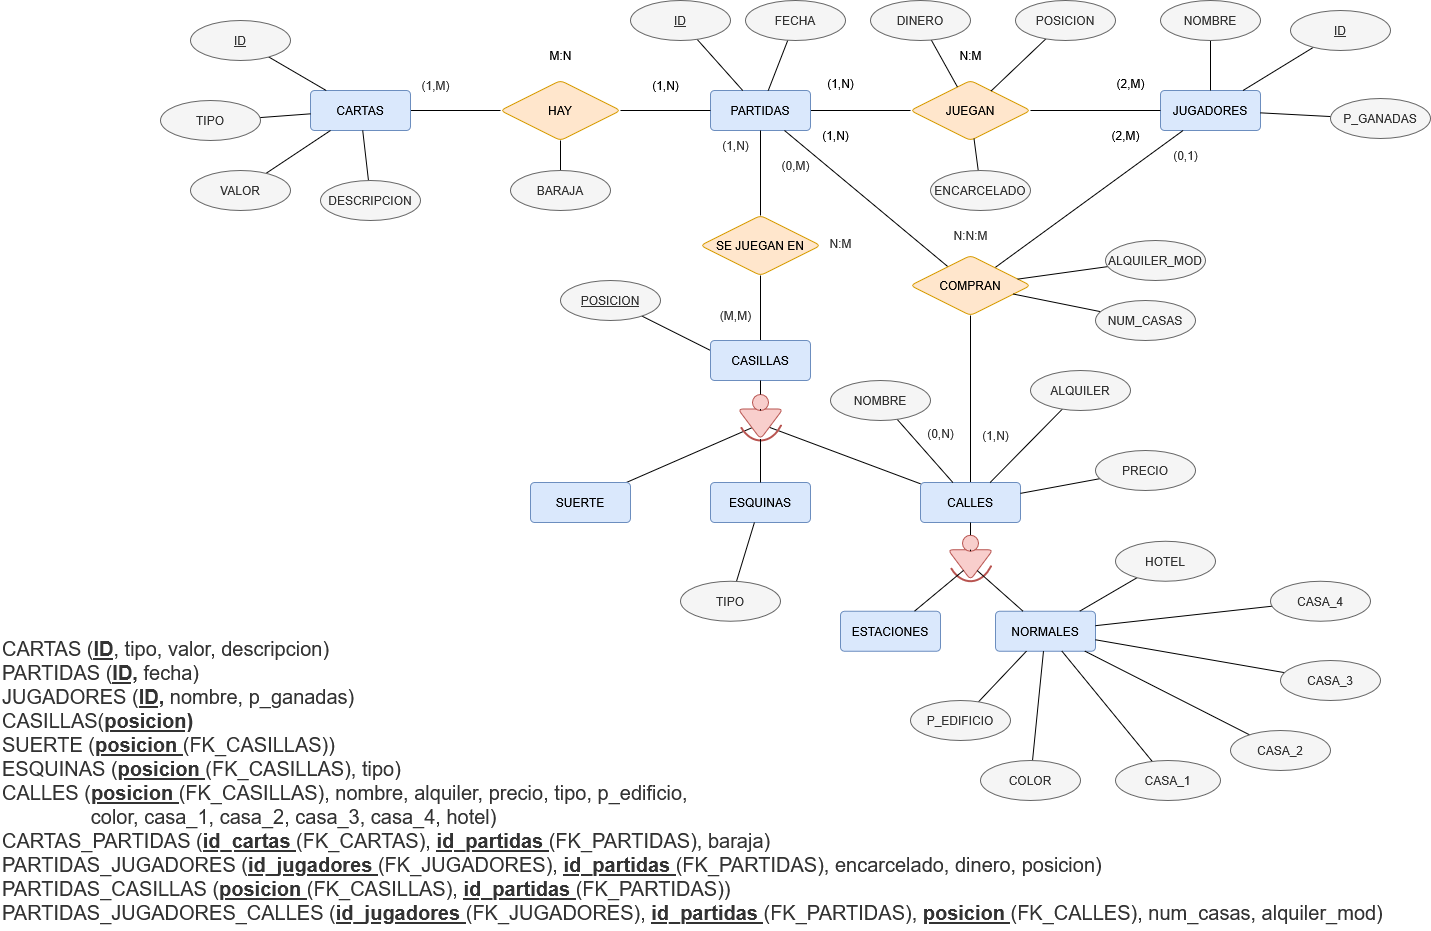 ID
FECHA
DINERO
POSICION
NOMBRE
ID
ID
M:N
N:M
(1,M)
(1,N)
(1,N)
(2,M)
CARTAS
HAY
PARTIDAS
JUEGAN
JUGADORES
P_GANADAS
TIPO
(1,N)
(1,N)
(2,M)
(0,M)
(0,1)
VALOR
DESCRIPCION
BARAJA
ENCARCELADO
SE JUEGAN EN
N:M
N:N:M
ALQUILER_MOD
COMPRAN
POSICION
(M,M)
NUM_CASAS
CASILLAS
NOMBRE
ALQUILER
(0,N)
(1,N)
PRECIO
SUERTE
ESQUINAS
CALLES
HOTEL
TIPO
CASA_4
ESTACIONES
NORMALES
CASA_3
P_EDIFICIO
CASA_2
COLOR
CASA_1
CARTAS (ID, tipo, valor, descripcion)
PARTIDAS (ID, fecha)
JUGADORES (ID, nombre, p_ganadas)
CASILLAS(posicion)
SUERTE (posicion (FK_CASILLAS))
ESQUINAS (posicion (FK_CASILLAS), tipo)
CALLES (posicion (FK_CASILLAS), nombre, alquiler, precio, tipo, p_edificio,
color, casa_1, casa_2, casa_3, casa_4, hotel)
CARTAS_PARTIDAS (id_cartas (FK_CARTAS), id_partidas (FK_PARTIDAS), baraja)
PARTIDAS_JUGADORES (id_jugadores (FK_JUGADORES), id_partidas (FK_PARTIDAS), encarcelado, dinero, posicion)
PARTIDAS_CASILLAS (posicion (FK_CASILLAS), id_partidas (FK_PARTIDAS))
PARTIDAS_JUGADORES_CALLES (id_jugadores (FK_JUGADORES), id_partidas (FK_PARTIDAS), posicion (FK_CALLES), num_casas, alquiler_mod)